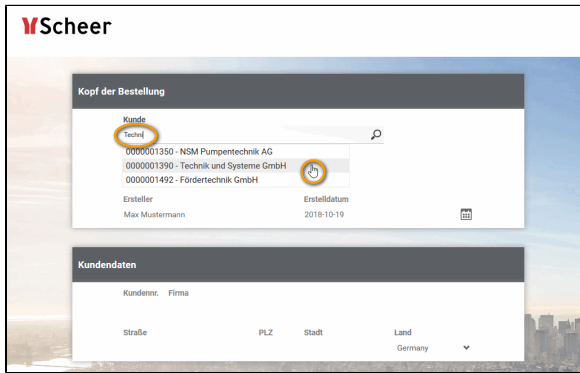 Scheer
Kopf der Bestellung
Kunde
Techni
0000001350 - NSM Pumpentechnik AG
0000001390 - Technik und Systeme GmbH
0000001492 - Fördertechnik GmbH
Ersteller Erstelldatum
Max Mustermann 2018-10-19
Kundendaten
Kundennr. Firma
Straße PLZ Stadt Land
Germany